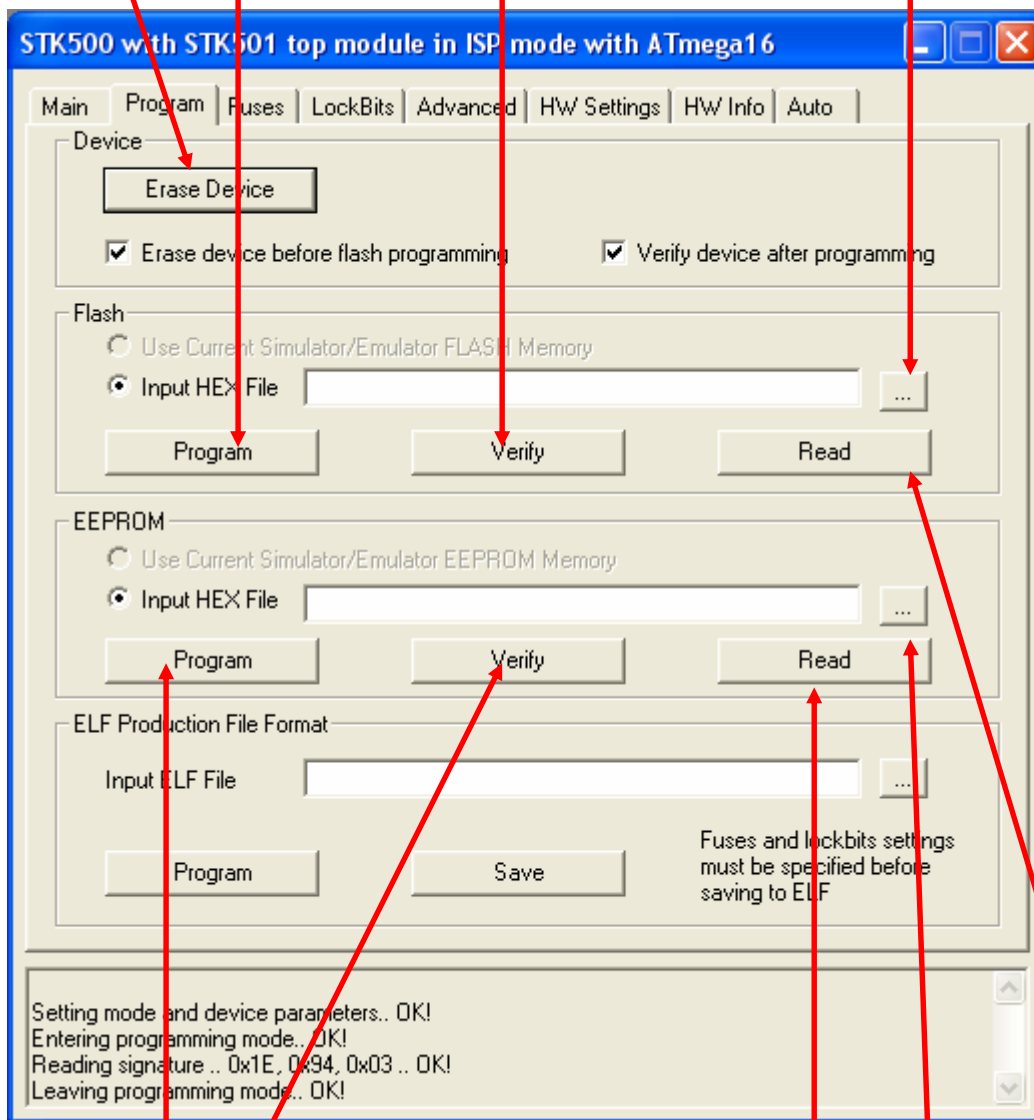 STK500 with STK501 top module in ISP mode with ATmega16
Main Program Fuses LockBits Advanced HW Settings HW Info Auto
Device
Erase Device
Erase device before flash programming Verify device after programming
Flash
Use Current Simulator/Emulator FLASH Memory
Input HEX File ...
Program Verify Read
EEPROM
Use Current Simulator/Emulator EEPROM Memory
Input HEX File ...
Program Verify Read
ELF Production File Format
Input ELF File ...
Fuses and lockbits settings
must be specified before
saving to ELF
Program Save
Setting mode and device parameters.. OK!
Entering programming mode.. OK!
Reading signature .. 0x1E, 0x94, 0x03 .. OK!
Leaving programming mode.. OK!